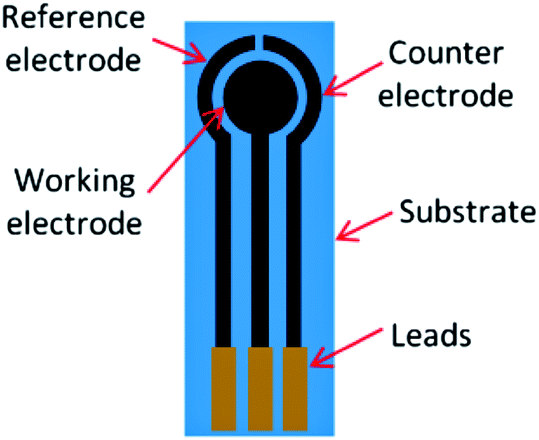 Reference
electrode
Counter
electrode
Working
electrode
Substrate
Leads